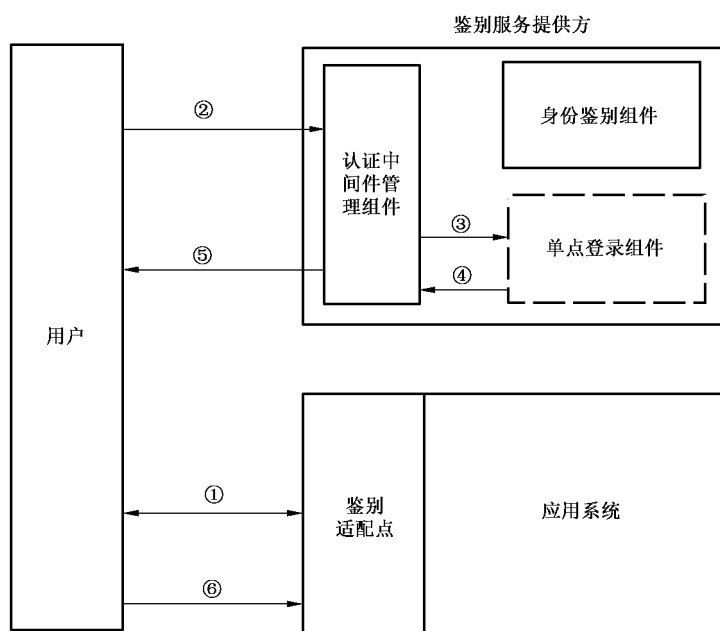 鉴别服务提供方
②
身份鉴别组件
认证中
间件管
理组件
③
单点登录组件
⑤
④
用户
①
鉴别
适配点
应用系统
⑥